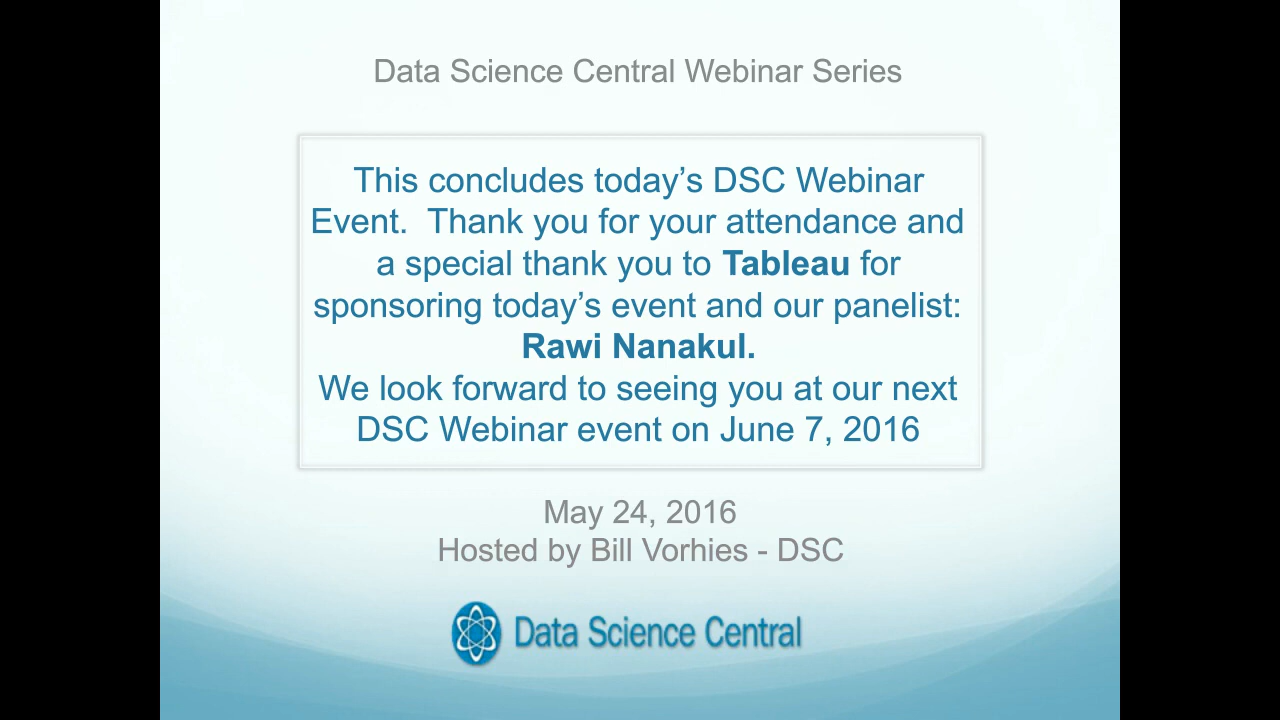 Data Science Central Webinar Series
This concludes today’s DSC Webinar
Event.  Thank you for your attendance and
a special thank you to Tableau for
sponsoring today’s event and our panelist:
Rawi Nanakul.
We look forward to seeing you at our next
DSC Webinar event on June 7, 2016
May 24, 2016
Hosted by Bill Vorhies - DSC
Data Science Central